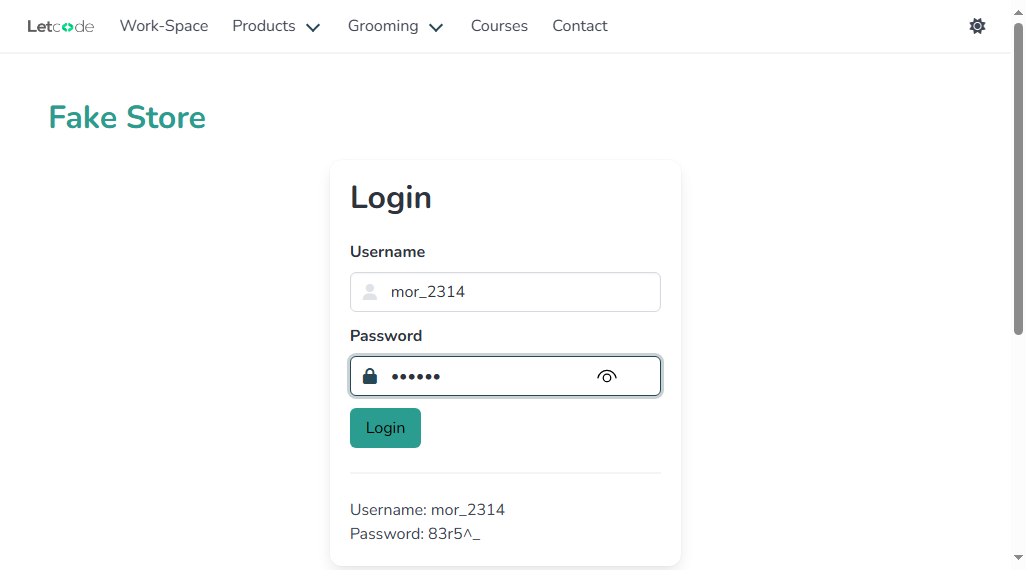 Letcode Work-Space Products Grooming Courses Contact
Fake Store
Login
Username
mor_2314
Password
••••••
Login
Username: mor_2314
Password: 83r5^_